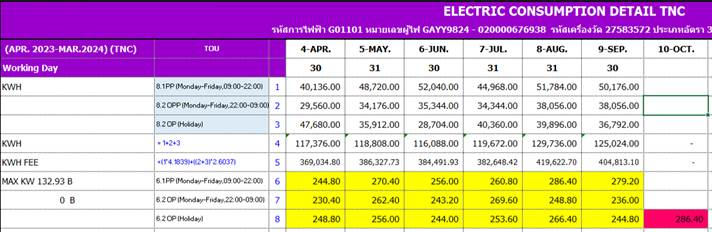 ELECTRIC CONSUMPTION DETAIL TNC
รหัสการไฟฟ้า G01101 หมายเลขผู้ไฟ GAYY9824 - 020000676938 รหัสเครื่องวัด 27583572 ประเภทอัตรา 3
(APR. 2023-MAR.2024) (TNC) TOU 4-APR. 5-MAY. 6-JUN. 7-JUL. 8-AUG. 9-SEP. 10-OCT.
Working Day 30 31 30 31 31 30
KWH 8.1PP (Monday-Friday,09:00~22:00) 1 40,136.00 48,720.00 52,040.00 44,968.00 51,784.00 50,176.00
8.2 OPP (Monday-Friday,22:00~09:00) 2 29,560.00 34,176.00 35,344.00 34,344.00 38,056.00 38,056.00
8.2 OP (Holiday) 3 47,680.00 35,912.00 28,704.00 40,360.00 39,896.00 36,792.00
KWH = 1+2+3 4 117,376.00 118,808.00 116,088.00 119,672.00 129,736.00 125,024.00 -
KWH FEE =(1*4.1839)+((2+3)*2.6037) 5 369,034.80 386,327.73 384,491.93 382,648.42 419,622.70 404,813.10 -
MAX KW 132.93 B 6.1PP (Monday-Friday,09:00~22:00) 6 244.80 270.40 256.00 260.80 286.40 279.20
0 B 6.2 OP (Monday-Friday,22:00~09:00) 7 230.40 262.40 243.20 269.60 248.80 236.00
6.2 OP (Holiday) 8 248.80 256.00 244.00 253.60 266.40 244.80 286.40